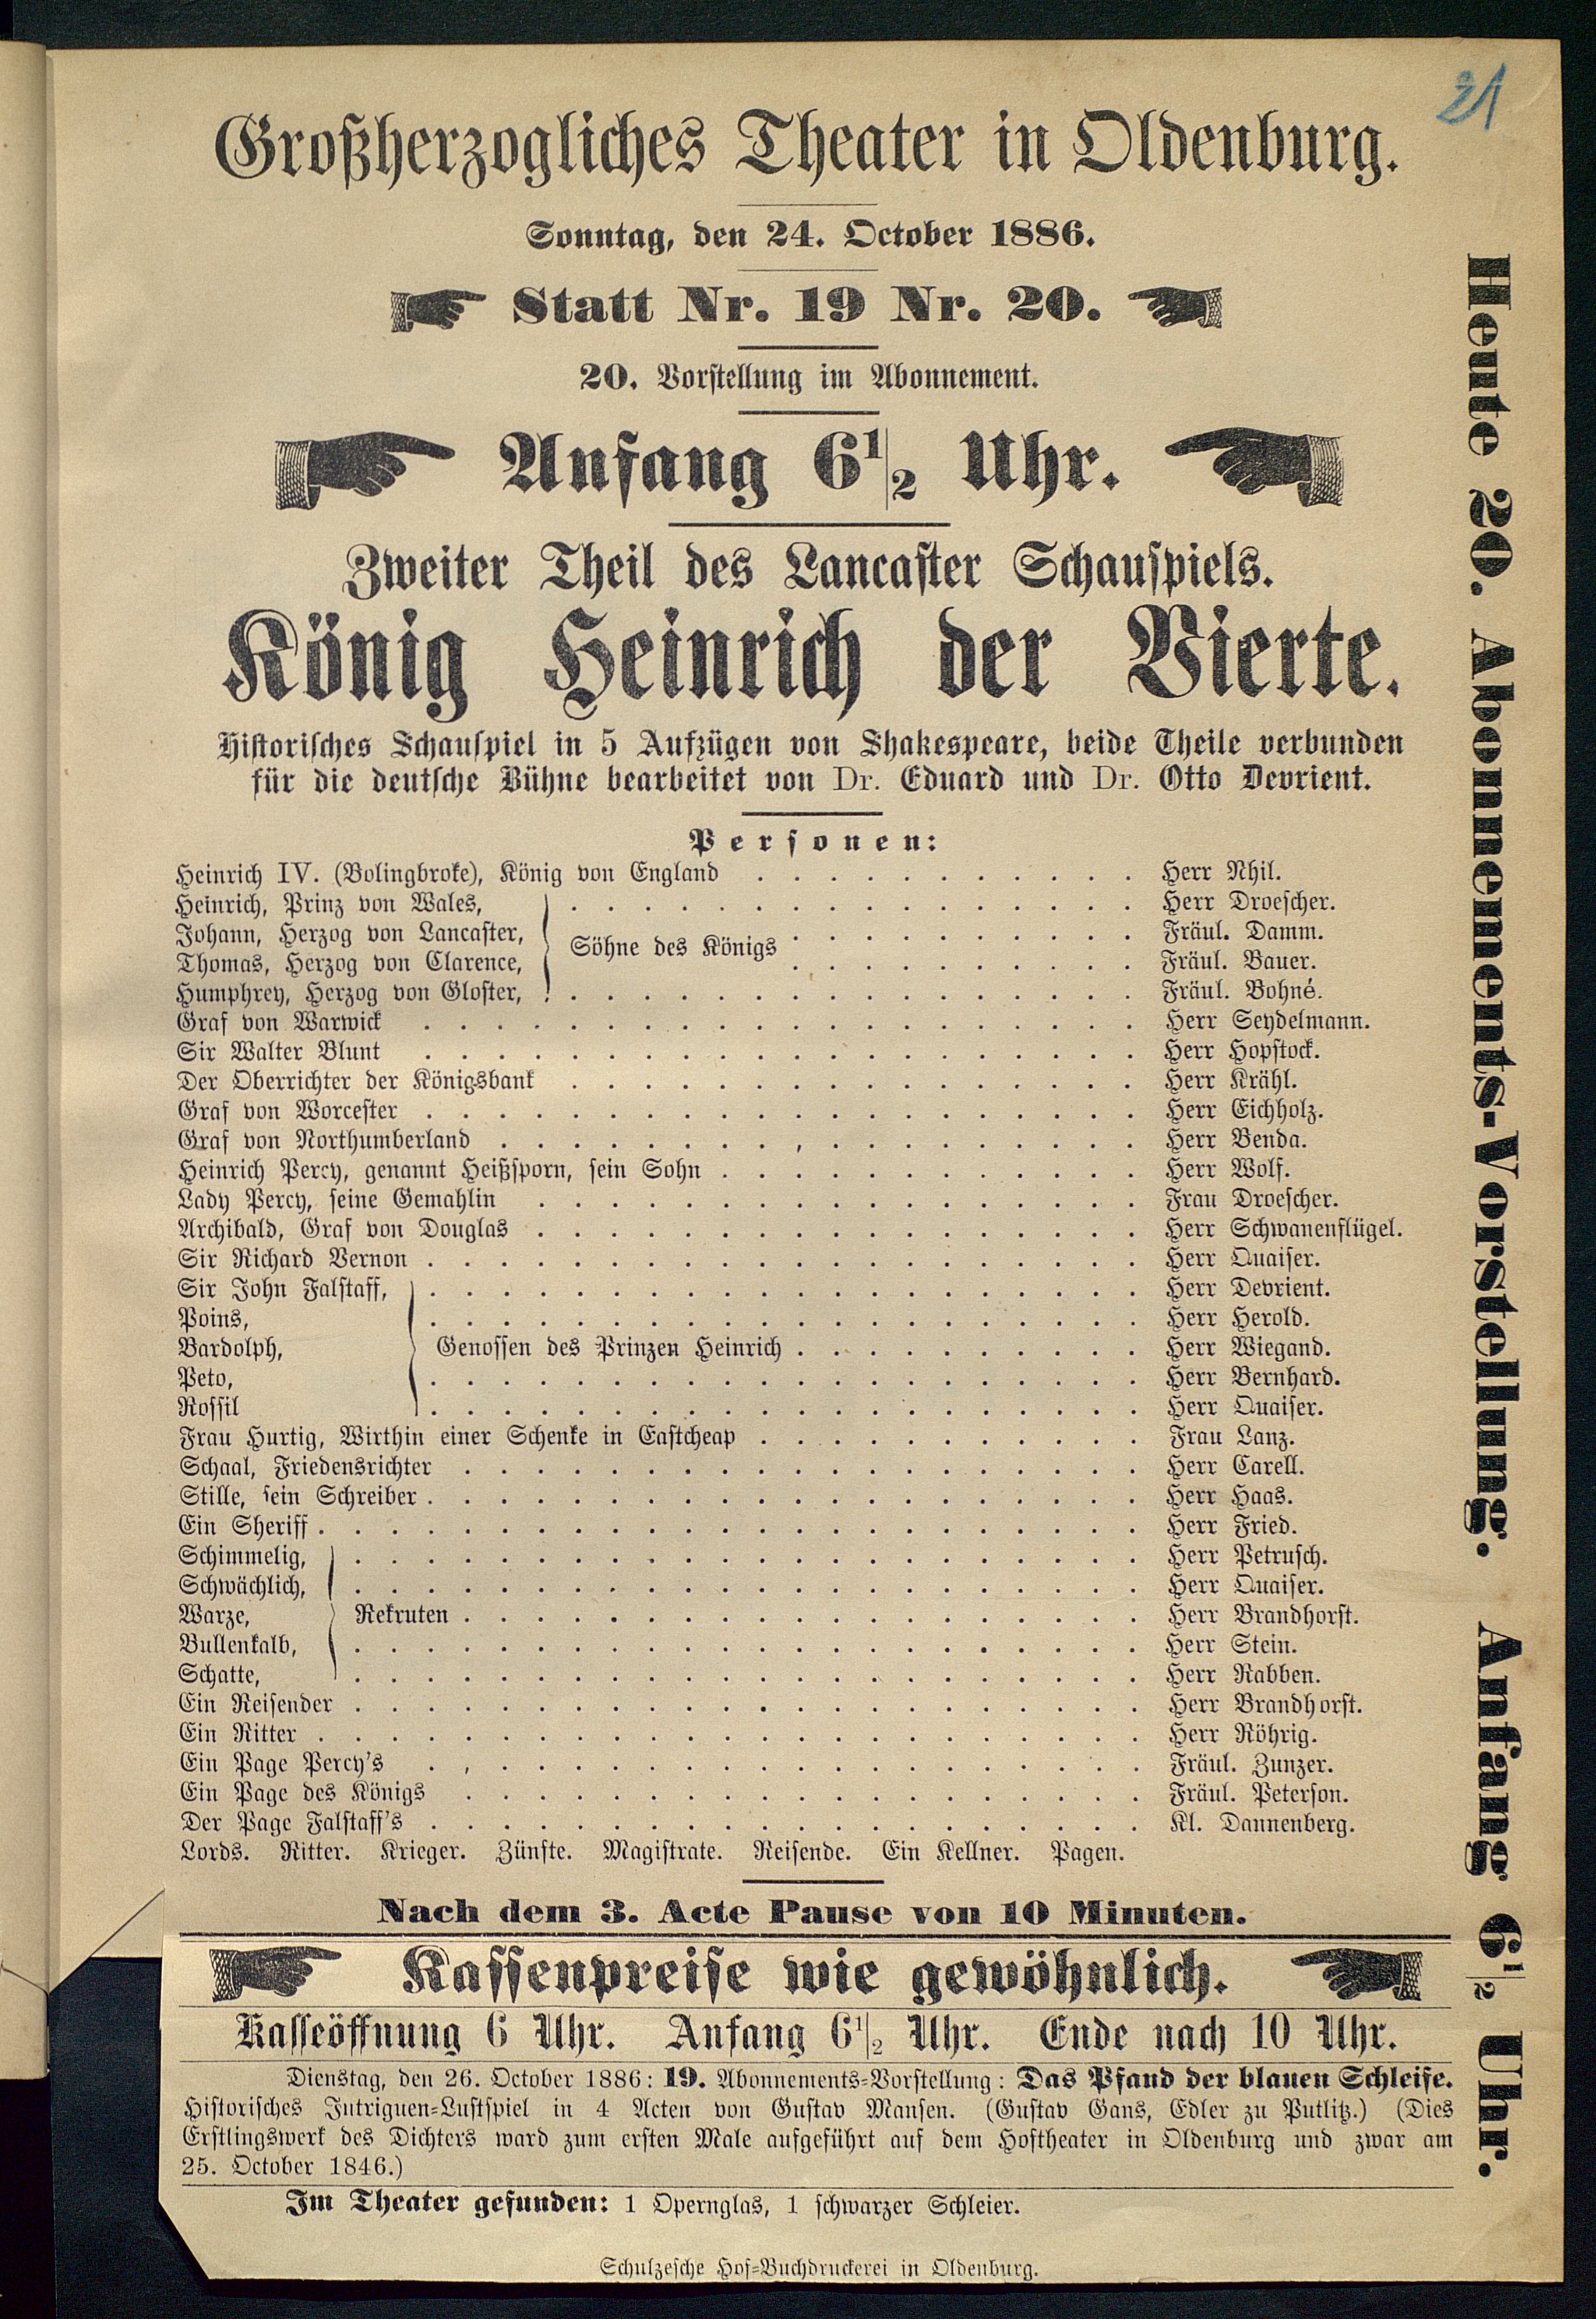 21
Großherzogliches Theater in Oldenburg.
Sonntag, den 24. October 1886.
Statt Nr. 19 Nr. 20.
20. Vorstellung im Abonnement.
Anfang 6 1/2 Uhr.
Zweiter Theil des Lancaster Schauspiels.
König Heinrich der Vierte.
Historisches Schauspiel in 5 Aufzügen von Shakespeare, beide Theile verbunden
für die deutsche Bühne bearbeitet von Dr. Eduard und Dr. Otto Devrient.
Personen:
Heinrich IV. (Bolingbroke), König von England . . . . . . . . . . . Herr Nhil.
Heinrich, Prinz von Wales, . . . . . . . . . . . . . . . . Herr Droescher.
Johann, Herzog von Lancaster, . . . . . . . . . . Fräul. Damm.
Söhne des Königs
Thomas, Herzog von Clarence, . . . . . . . . . . Fräul. Bauer.
Humphrey, Herzog von Gloster, . . . . . . . . . . . . . . . . Fräul. Bohné.
Graf von Warwick . . . . . . . . . . . . . . . . . . . . Herr Seydelmann.
Sir Walter Blunt . . . . . . . . . . . . . . . . . . . . Herr Hopstock.
Der Oberrichter der Königsbank . . . . . . . . . . . . . . . . Herr Krähl.
Graf von Worcester . . . . . . . . . . . . . . . . . . . . Herr Eichholz.
Graf von Northumberland . . . . . . . . . . . . . . . . . . Herr Benda.
Heinrich Percy, genannt Heißsporn, sein Sohn . . . . . . . . . . . . Herr Wolf.
Lady Percy, seine Gemahlin . . . . . . . . . . . . . . . . . Frau Droescher.
Archibald, Graf von Douglas . . . . . . . . . . . . . . . . . Herr Schwanenflügel.
Sir Richard Vernon . . . . . . . . . . . . . . . . . . . . Herr Quaiser.
Sir John Falstaff, . . . . . . . . . . . . . . . . . . . . Herr Devrient.
Poins, . . . . . . . . . . . . . . . . . . . . Herr Herold.
Bardolph, Genossen des Prinzen Heinrich . . . . . . . . . . Herr Wiegand.
Peto, . . . . . . . . . . . . . . . . . . . . Herr Bernhard.
Rossil . . . . . . . . . . . . . . . . . . . . Herr Quaiser.
Frau Hurtig, Wirthin einer Schenke in Eastcheap . . . . . . . . . . . Frau Lanz.
Schaal, Friedensrichter . . . . . . . . . . . . . . . . . . . Herr Carell.
Stille, sein Schreiber . . . . . . . . . . . . . . . . . . . . Herr Haas.
Ein Sheriff . . . . . . . . . . . . . . . . . . . . . . . Herr Fried.
Schimmelig, . . . . . . . . . . . . . . . . . . . . . . Herr Petrusch.
Schwächlich, . . . . . . . . . . . . . . . . . . . . . . Herr Quaiser.
Warze, Rekruten . . . . . . . . . . . . . . . . . . . Herr Brandhorst.
Bullenkalb, . . . . . . . . . . . . . . . . . . . . . . Herr Stein.
Schatte, . . . . . . . . . . . . . . . . . . . . . . Herr Rabben.
Ein Reisender . . . . . . . . . . . . . . . . . . . . . . Herr Brandhorst.
Ein Ritter . . . . . . . . . . . . . . . . . . . . . . . Herr Röhrig.
Ein Page Percy's . . . . . . . . . . . . . . . . . . . . Fräul. Zunzer.
Ein Page des Königs . . . . . . . . . . . . . . . . . . . Fräul. Peterson.
Der Page Falstaff's . . . . . . . . . . . . . . . . . . . . Kl. Dannenberg.
Lords. Ritter. Krieger. Zünfte. Magistrate. Reisende. Ein Kellner. Pagen.
Nach dem 3. Acte Pause von 10 Minuten.
Kassenpreise wie gewöhnlich.
Kasseöffnung 6 Uhr. Anfang 6 1/2 Uhr. Ende nach 10 Uhr.
Dienstag, den 26. October 1886: 19. Abonnements-Vorstellung: Das Pfand der blauen Schleife.
Historisches Intriguen-Lustspiel in 4 Acten von Gustav Mansen. (Gustav Gans, Edler zu Putlitz.) (Dies
Erstlingswerk des Dichters ward zum ersten Male aufgeführt auf dem Hoftheater in Oldenburg und zwar am
25. October 1846.)
Im Theater gefunden: 1 Opernglas, 1 schwarzer Schleier.
Schulzesche Hof-Buchdruckerei in Oldenburg.
Heute 20. Abonnements-Vorstellung. Anfang 6 1/2 Uhr.